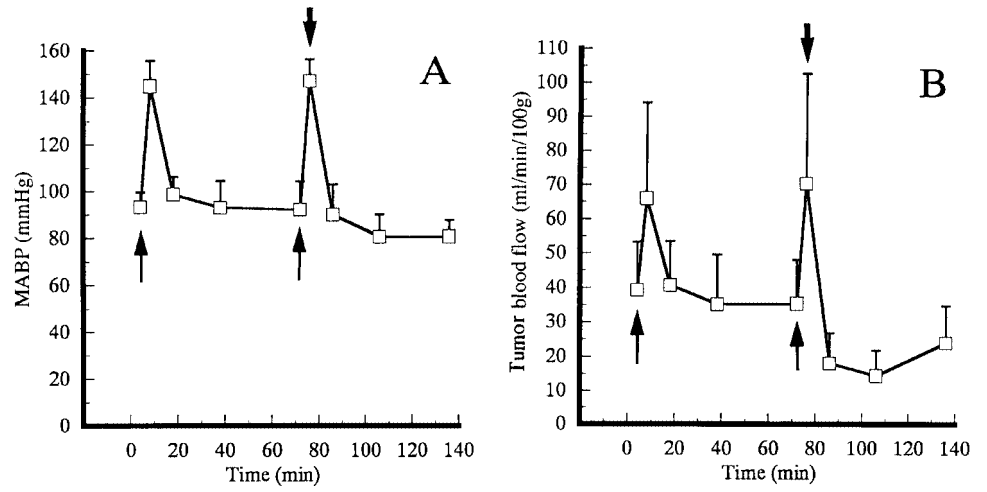 A
MABP (mmHg)
160
140
120
100
80
60
40
20
0
0 20 40 60 80 100 120 140
Time (min)
B
Tumor blood flow (ml/min/100g)
110
100
90
80
70
60
50
40
30
20
10
0
0 20 40 60 80 100 120 140
Time (min)